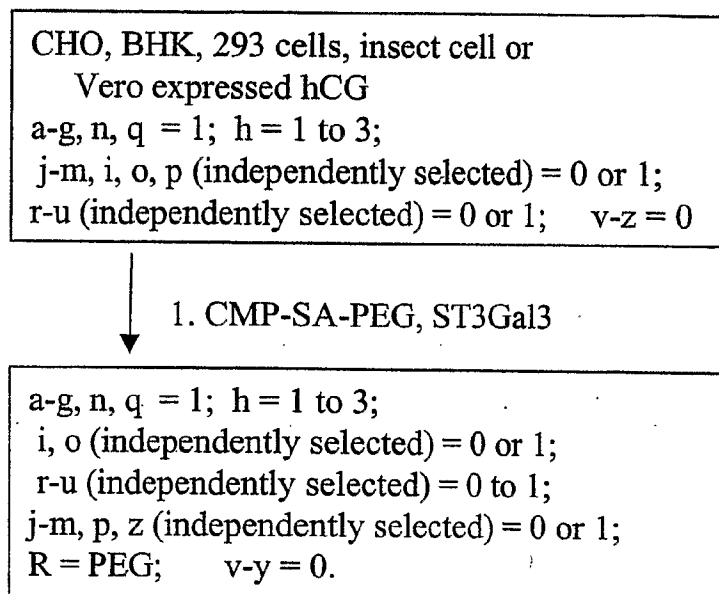 CHO, BHK, 293 cells, insect cell or
Vero expressed hCG
a-g, n, q = 1; h = 1 to 3;
j-m, i, o, p (independently selected) = 0 or 1;
r-u (independently selected) = 0 or 1; v-z = 0
1. CMP-SA-PEG, ST3Gal3
a-g, n, q = 1; h = 1 to 3;
i, o (independently selected) = 0 or 1;
r-u (independently selected) = 0 to 1;
j-m, p, z (independently selected) = 0 or 1;
R = PEG; v-y = 0.